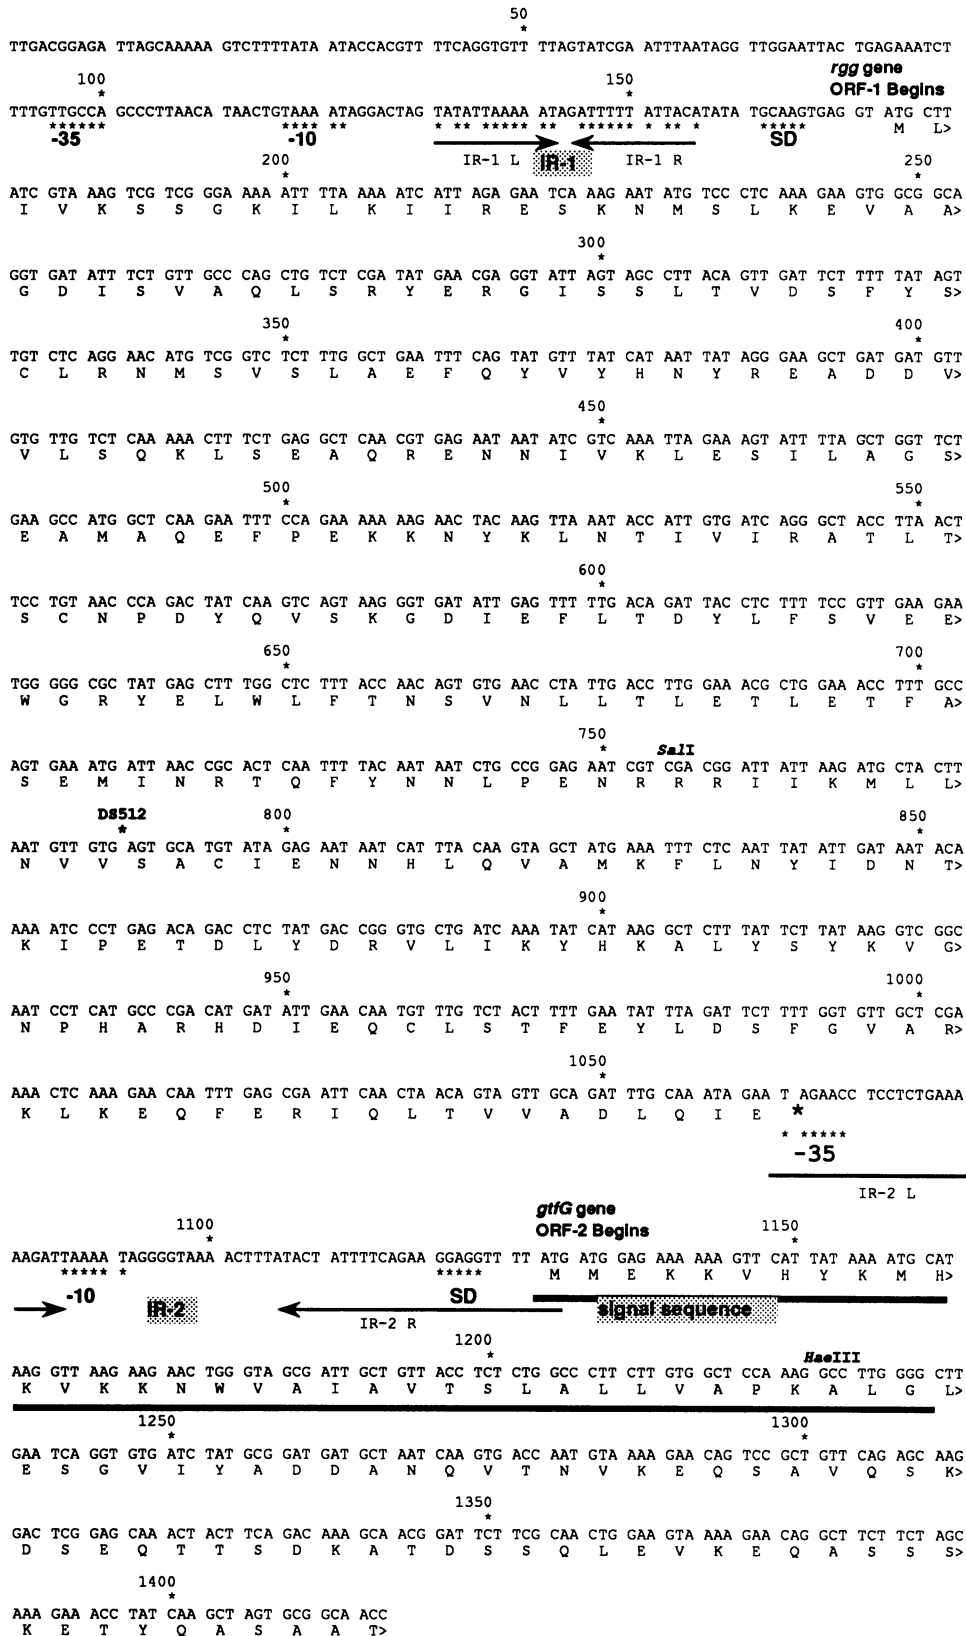 50
*
TTGACGGAGA TTAGCAAAAA GTCTTTTATA ATACCACGTT TTCAGGTGTT TTAGTATCGA ATTTAATAGG TTGGAATTAC TGAGAAATCT
100 150 rgg gene
* * ORF-1 Begins
TTTGTTGCCA GCCCTTAACA TAACTGTAAA ATAGGACTAG TATATTAAAA ATAGATTTTT ATTACATATA TGCAAGTGAG GT ATG CTT
****** **** ** * ** ***** ** ****** * ** * ***** M L>
-35 -10 SD
IR-1 L IR-1 IR-1 R
200 250
* *
ATC GTA AAG TCG TCG GGA AAA ATT TTA AAA ATC ATT AGA GAA TCA AAG AAT ATG TCC CTC AAA GAA GTG GCG GCA
I V K S S G K I L K I I R E S K N M S L K E V A A>
300
*
GGT GAT ATT TCT GTT GCC CAG CTG TCT CGA TAT GAA CGA GGT ATT AGT AGC CTT ACA GTT GAT TCT TTT TAT AGT
G D I S V A Q L S R Y E R G I S S L T V D S F Y S>
350 400
* *
TGT CTC AGG AAC ATG TCG GTC TCT TTG GCT GAA TTT CAG TAT GTT TAT CAT AAT TAT AGG GAA GCT GAT GAT GTT
C L R N M S V S L A E F Q Y V Y H N Y R E A D D V>
450
*
GTG TTG TCT CAA AAA CTT TCT GAG GCT CAA CGT GAG AAT AAT ATC GTC AAA TTA GAA AGT ATT TTA GCT GGT TCT
V L S Q K L S E A Q R E N N I V K L E S I L A G S>
500 550
* *
GAA GCC ATG GCT CAA GAA TTT CCA GAA AAA AAG AAC TAC AAG TTA AAT ACC ATT GTG ATC AGG GCT ACC TTA ACT
E A M A Q E F P E K K N Y K L N T I V I R A T L T>
600
*
TCC TGT AAC CCA GAC TAT CAA GTC AGT AAG GGT GAT ATT GAG TTT TTG ACA GAT TAC CTC TTT TCC GTT GAA GAA
S C N P D Y Q V S K G D I E F L T D Y L F S V E E>
650 700
* *
TGG GGG CGC TAT GAG CTT TGG CTC TTT ACC AAC AGT GTG AAC CTA TTG ACC TTG GAA ACG CTG GAA ACC TTT GCC
W G R Y E L W L F T N S V N L L T L E T L E T F A>
750 SalI
*
AGT GAA ATG ATT AAC CGC ACT CAA TTT TAC AAT AAT CTG CCG GAG AAT CGT CGA CGG ATT ATT AAG ATG CTA CTT
S E M I N R T Q F Y N N L P E N R R R I I K M L L>
DS512 800 850
* * *
AAT GTT GTG AGT GCA TGT ATA GAG AAT AAT CAT TTA CAA GTA GCT ATG AAA TTT CTC AAT TAT ATT GAT AAT ACA
N V V S A C I E N N H L Q V A M K F L N Y I D N T>
900
*
AAA ATC CCT GAG ACA GAC CTC TAT GAC CGG GTG CTG ATC AAA TAT CAT AAG GCT CTT TAT TCT TAT AAG GTC GGC
K I P E T D L Y D R V L I K Y H K A L Y S Y K V G>
950 1000
* *
AAT CCT CAT GCC CGA CAT GAT ATT GAA CAA TGT TTG TCT ACT TTT GAA TAT TTA GAT TCT TTT GGT GTT GCT CGA
N P H A R H D I E Q C L S T F E Y L D S F G V A R>
1050
*
AAA CTC AAA GAA CAA TTT GAG CGA ATT CAA CTA ACA GTA GTT GCA GAT TTG CAA ATA GAA T AGAACC TCCTCTGAAA
K L K E Q F E R I Q L T V V A D L Q I E *
* *****
-35
IR-2 L
1100 gtfG gene 1150
* ORF-2 Begins *
AAGATTAAAA TAGGGGTAAA ACTTTATACT ATTTTCAGAA GGAGGTT TT ATG ATG GAG AAA AAA GTT CAT TAT AAA ATG CAT
***** * ***** M M E K K V H Y K M H>
-10 IR-2 SD signal sequence
IR-2 R
1200 HaeIII
*
AAG GTT AAG AAG AAC TGG GTA GCG ATT GCT GTT ACC TCT CTG GCC CTT CTT GTG GCT CCA AAG GCC TTG GGG CTT
K V K K N W V A I A V T S L A L L V A P K A L G L>
1250 1300
* *
GAA TCA GGT GTG ATC TAT GCG GAT GAT GCT AAT CAA GTG ACC AAT GTA AAA GAA CAG TCC GCT GTT CAG AGC AAG
E S G V I Y A D D A N Q V T N V K E Q S A V Q S K>
1350
*
GAC TCG GAG CAA ACT ACT TCA GAC AAA GCA ACG GAT TCT TCG CAA CTG GAA GTA AAA GAA CAG GCT TCT TCT AGC
D S E Q T T S D K A T D S S Q L E V K E Q A S S S>
1400
*
AAA GAA ACC TAT CAA GCT AGT GCG GCA ACC
K E T Y Q A S A A T>